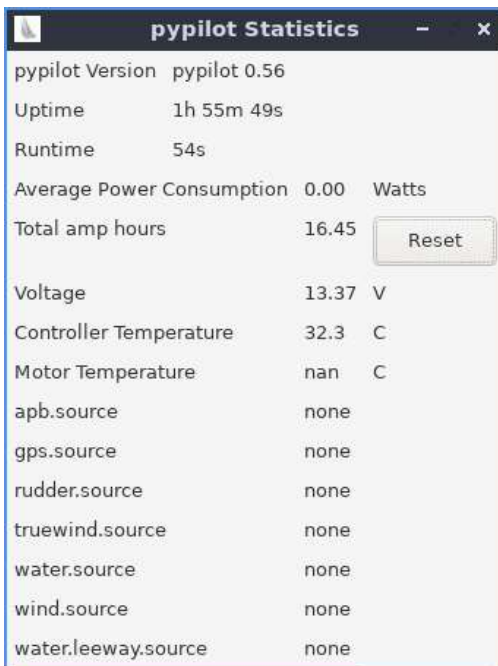 pypilot Statistics
pypilot Version pypilot 0.56
Uptime 1h 55m 49s
Runtime 54s
Average Power Consumption 0.00 Watts
Total amp hours 16.45 Reset
Voltage 13.37 V
Controller Temperature 32.3 C
Motor Temperature nan C
apb.source none
gps.source none
rudder.source none
truewind.source none
water.source none
wind.source none
water.leeway.source none